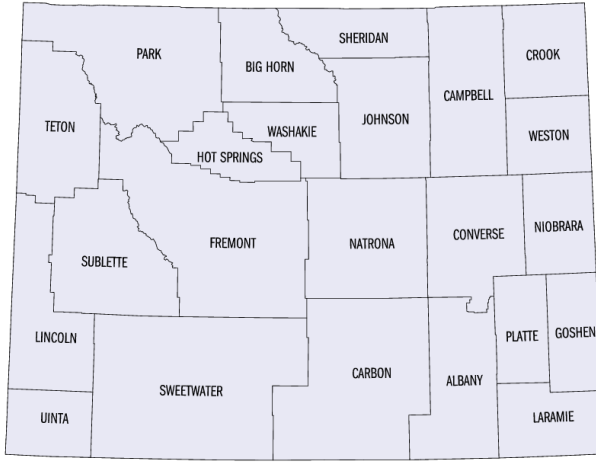 SHERIDAN
PARK
CROOK
BIG HORN
CAMPBELL
JOHNSON
TETON
WASHAKIE
WESTON
HOT SPRINGS
NIOBRARA
CONVERSE
FREMONT
NATRONA
SUBLETTE
LINCOLN
PLATTE
GOSHEN
CARBON
ALBANY
SWEETWATER
UINTA
LARAMIE